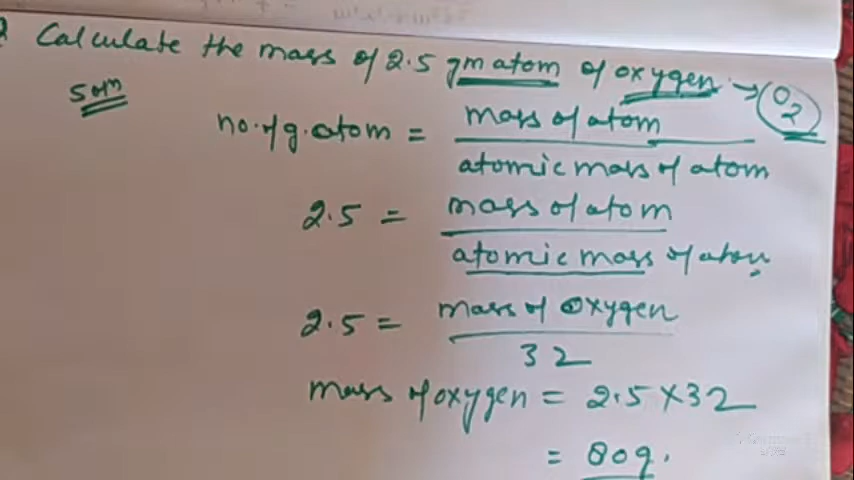 Calculate the mass of 2.5 gm atom of oxygen → O2
Soln
no. of g. atom = mass of atom
atomic mass of atom
2.5 = mass of atom
atomic mass of atom
2.5 = mass of oxygen
32
mass of oxygen = 2.5 × 32
= 80g.